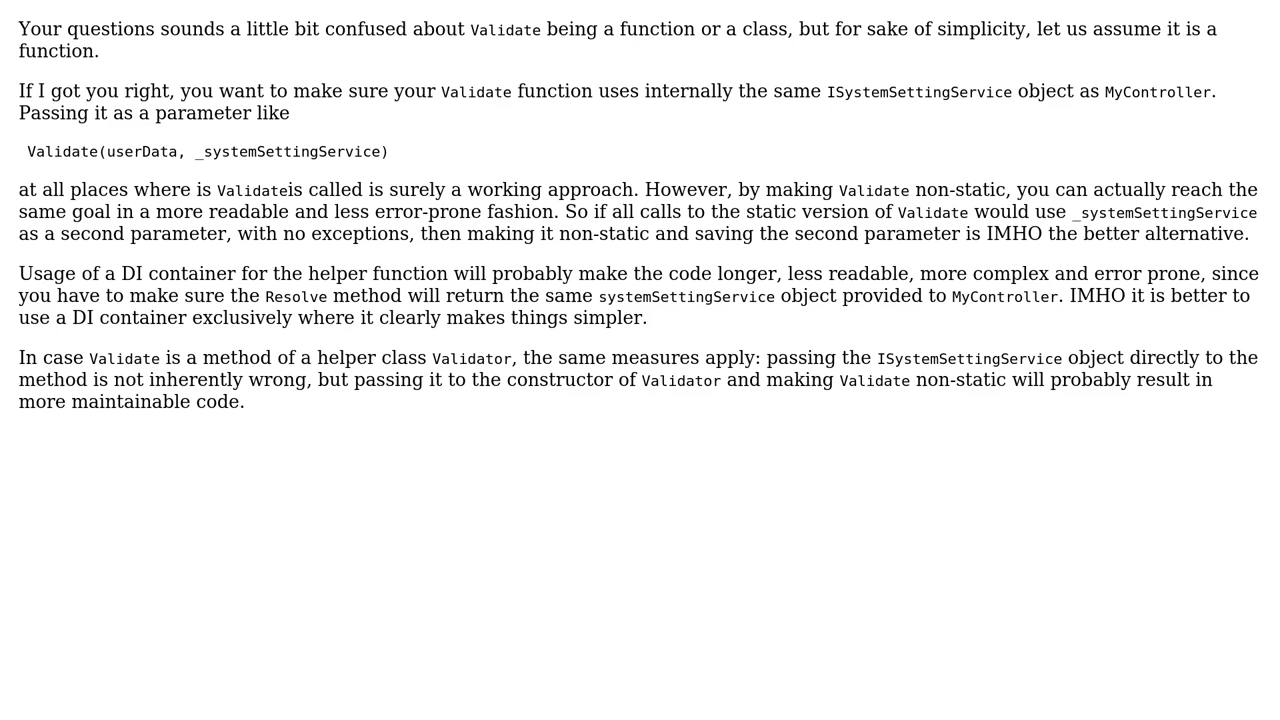 Your questions sounds a little bit confused about Validate being a function or a class, but for sake of simplicity, let us assume it is a
function.
If I got you right, you want to make sure your Validate function uses internally the same ISystemSettingService object as MyController.
Passing it as a parameter like
Validate(userData, _systemSettingService)
at all places where is Validateis called is surely a working approach. However, by making Validate non-static, you can actually reach the
same goal in a more readable and less error-prone fashion. So if all calls to the static version of Validate would use _systemSettingService
as a second parameter, with no exceptions, then making it non-static and saving the second parameter is IMHO the better alternative.
Usage of a DI container for the helper function will probably make the code longer, less readable, more complex and error prone, since
you have to make sure the Resolve method will return the same systemSettingService object provided to MyController. IMHO it is better to
use a DI container exclusively where it clearly makes things simpler.
In case Validate is a method of a helper class Validator, the same measures apply: passing the ISystemSettingService object directly to the
method is not inherently wrong, but passing it to the constructor of Validator and making Validate non-static will probably result in
more maintainable code.